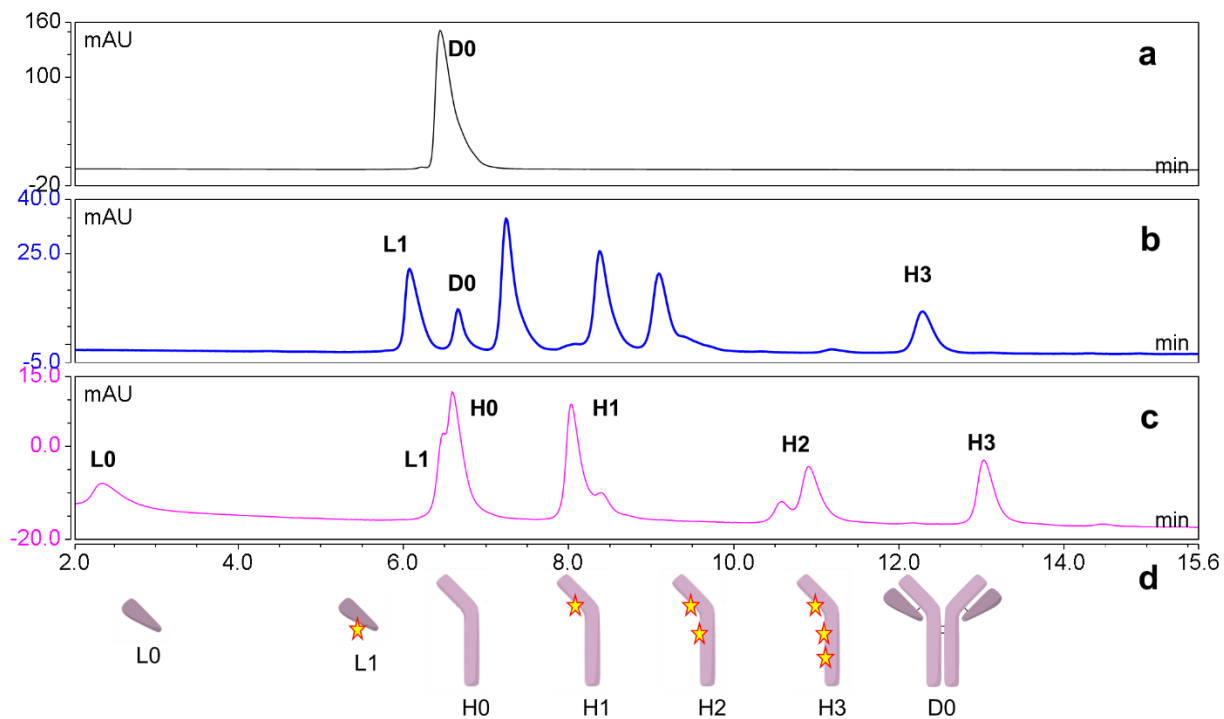 160
mAU
D0
a
100
min
-20
40.0
mAU
b
25.0
L1
D0
H3
min
-5.0
15.0
mAU
c
H0
H1
0.0
L0
L1
H2
H3
min
-20.0
2.0 4.0 6.0 8.0 10.0 12.0 14.0 15.6
d
L0 L1 H0 H1 H2 H3 D0